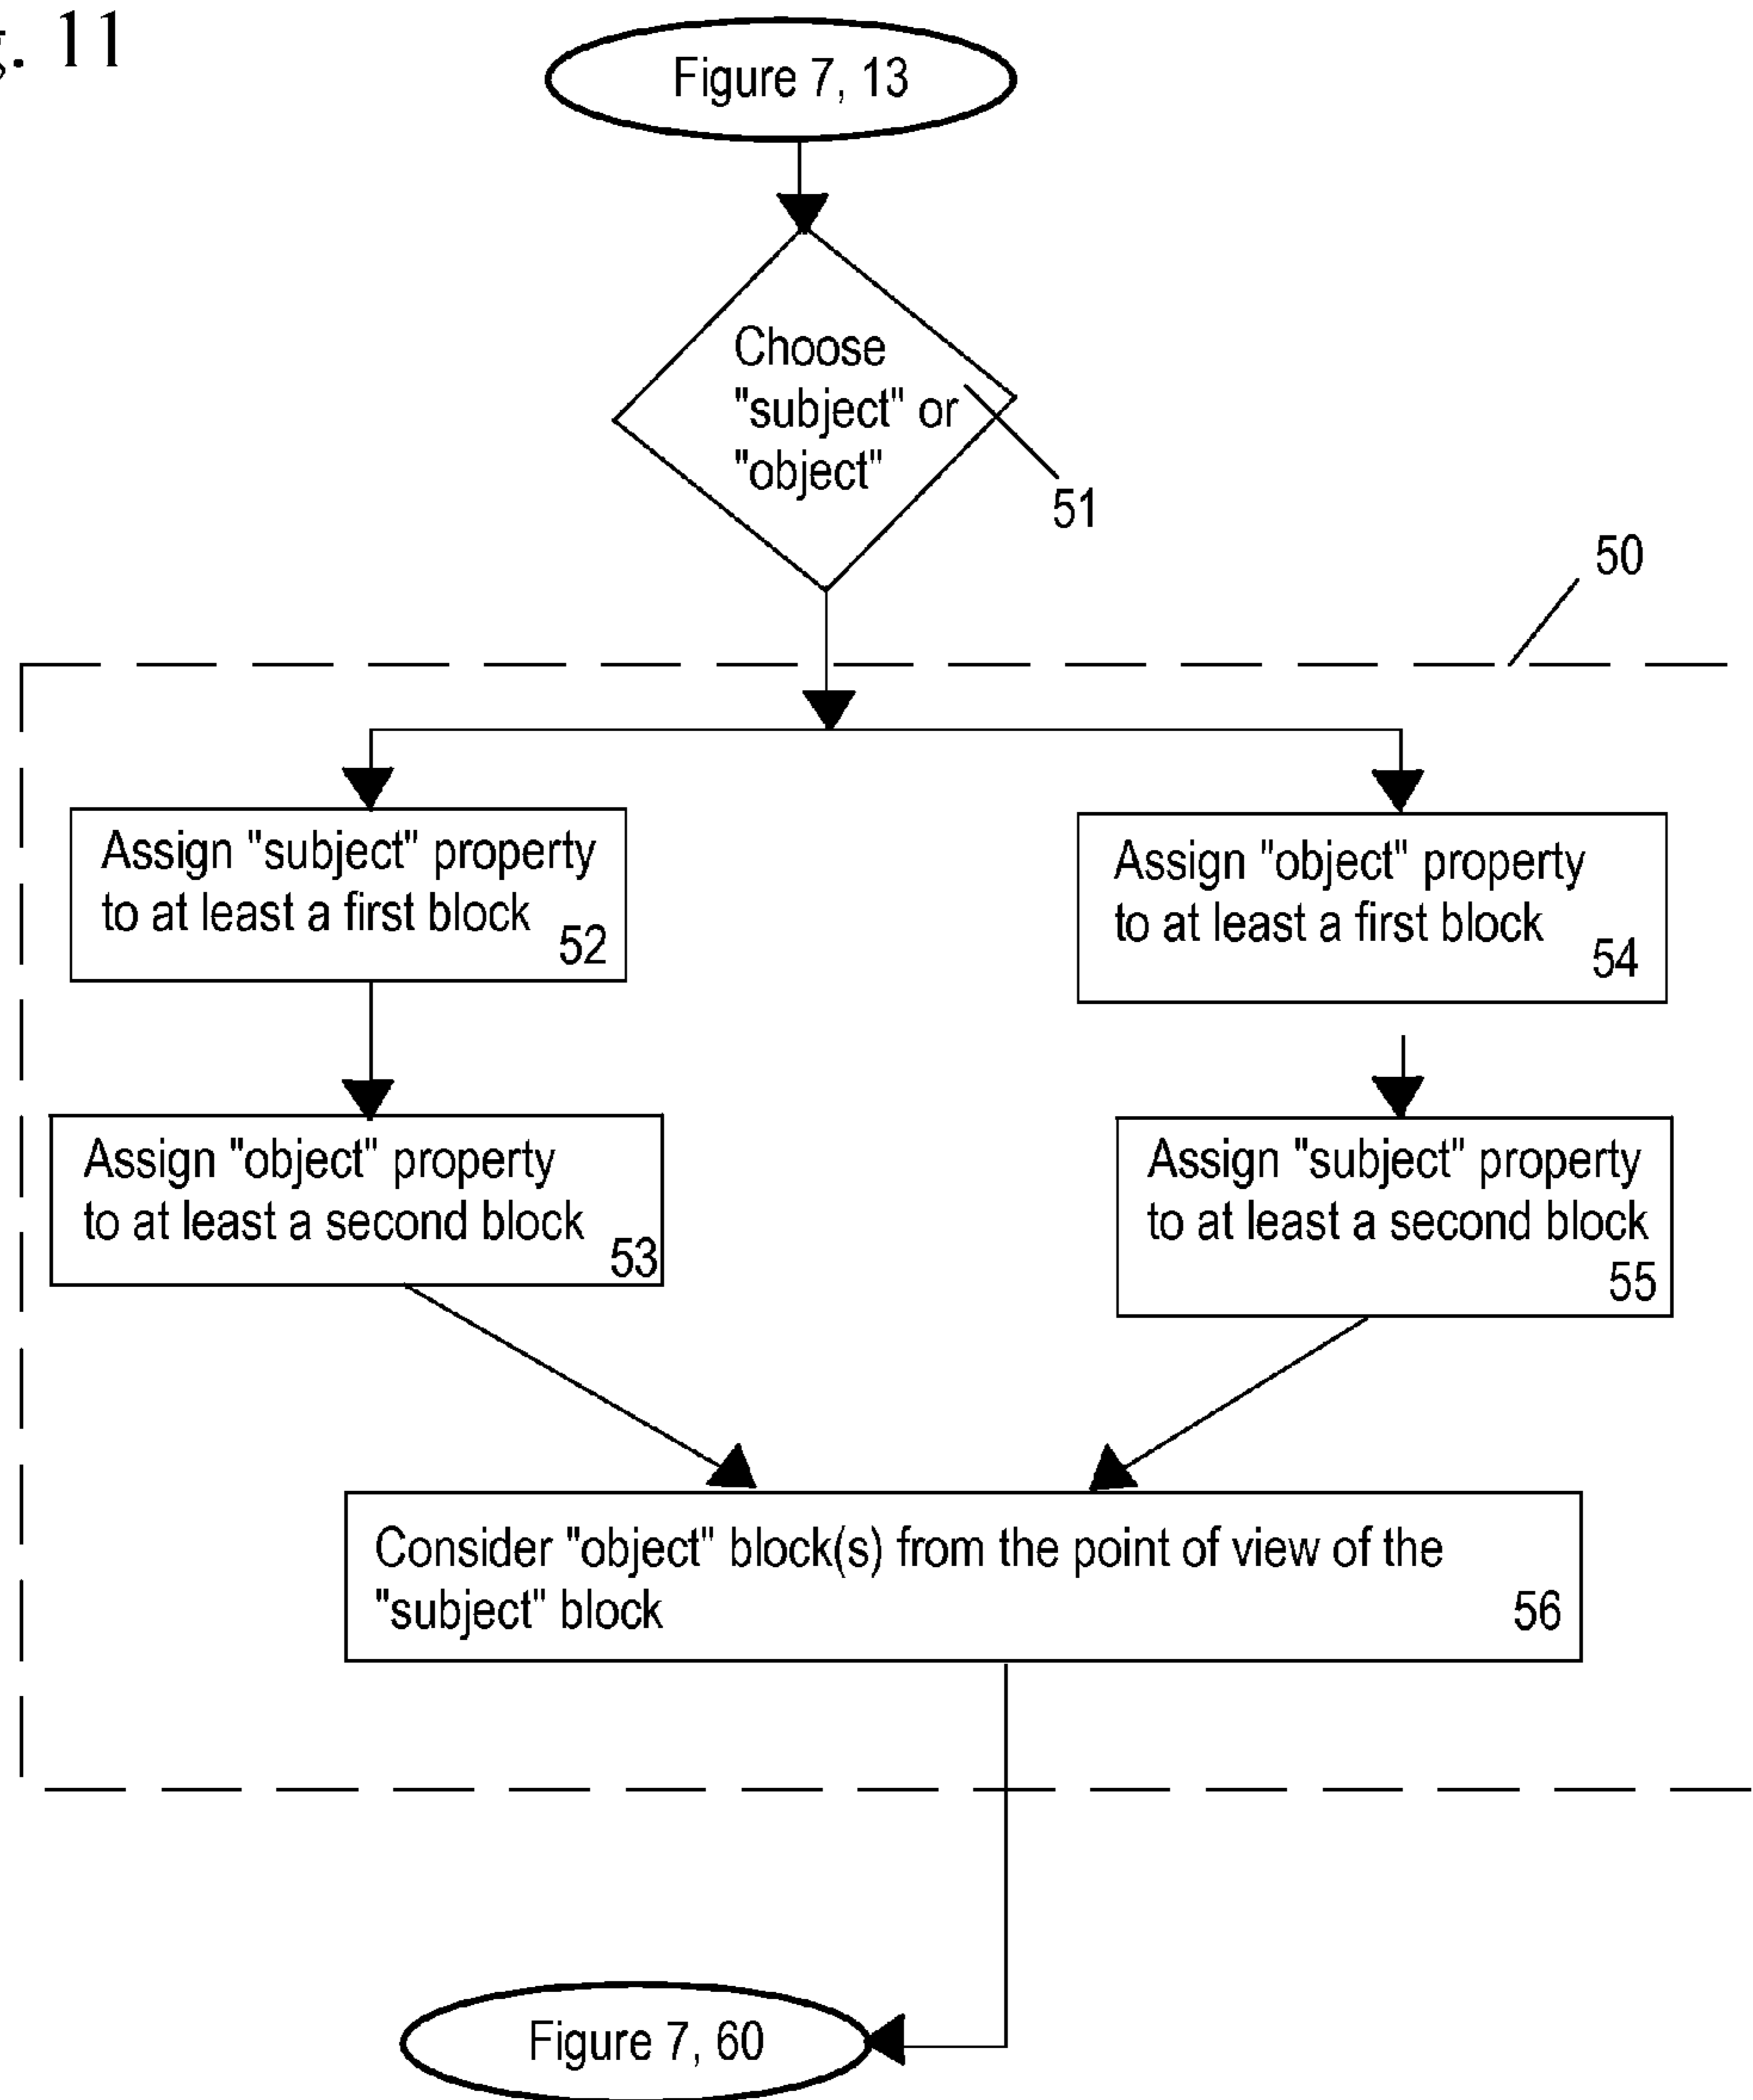 . 11
Figure 7, 13
Choose
"subject" or
"object"
51
50
Assign "subject" property
to at least a first block
52
Assign "object" property
to at least a first block
54
Assign "object" property
to at least a second block
53
Assign "subject" property
to at least a second block
55
Consider "object" block(s) from the point of view of the
"subject" block
56
Figure 7, 60